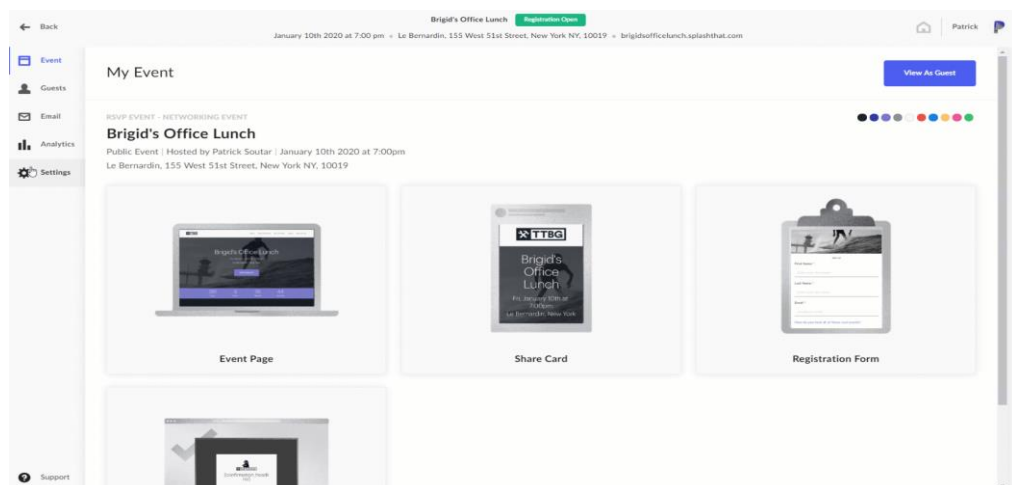 Back
Brigid's Office Lunch Registration Open
January 10th 2020 at 7:00 pm Le Bernardin, 155 West 51st Street, New York NY, 10019 brigidsofficelunch.splashthat.com
Patrick
Event
Guests
Email
Analytics
Settings
Support
My Event
View As Guest
RSVP EVENT - NETWORKING EVENT
Brigid's Office Lunch
Public Event | Hosted by Patrick Soutar | January 10th 2020 at 7:00pm
Le Bernardin, 155 West 51st Street, New York NY, 10019
Brigid's Office Lunch
Event Page
TTBG
Brigid's
Office
Lunch
Fri, January 10th at
7:00pm
Le Bernardin, New York
Share Card
First Name *
Last Name *
Email *
Registration Form